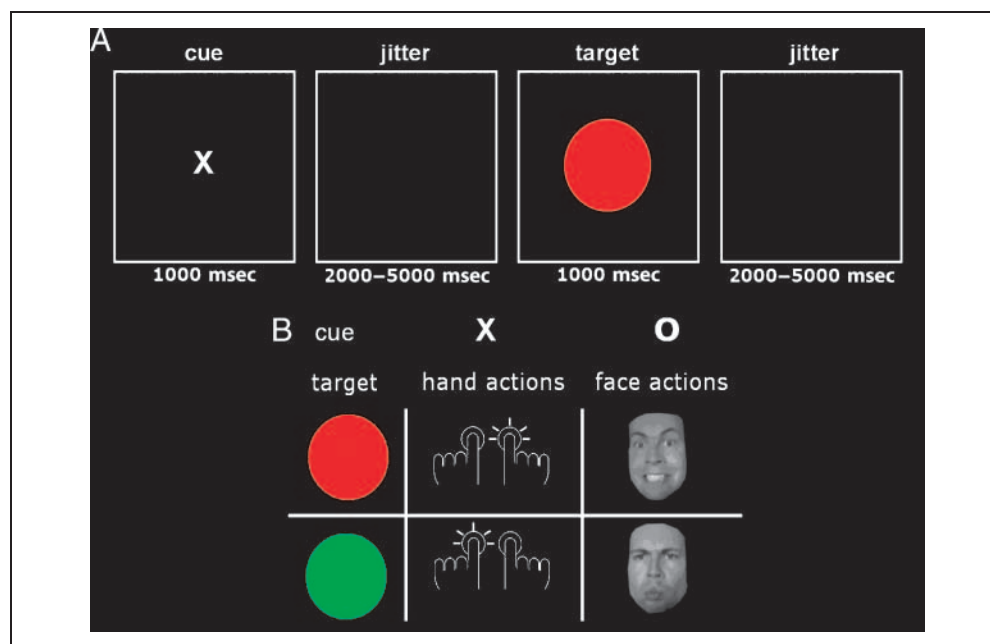 A
cue jitter target jitter
X
1000 msec 2000–5000 msec 1000 msec 2000–5000 msec
B cue X O
target hand actions face actions